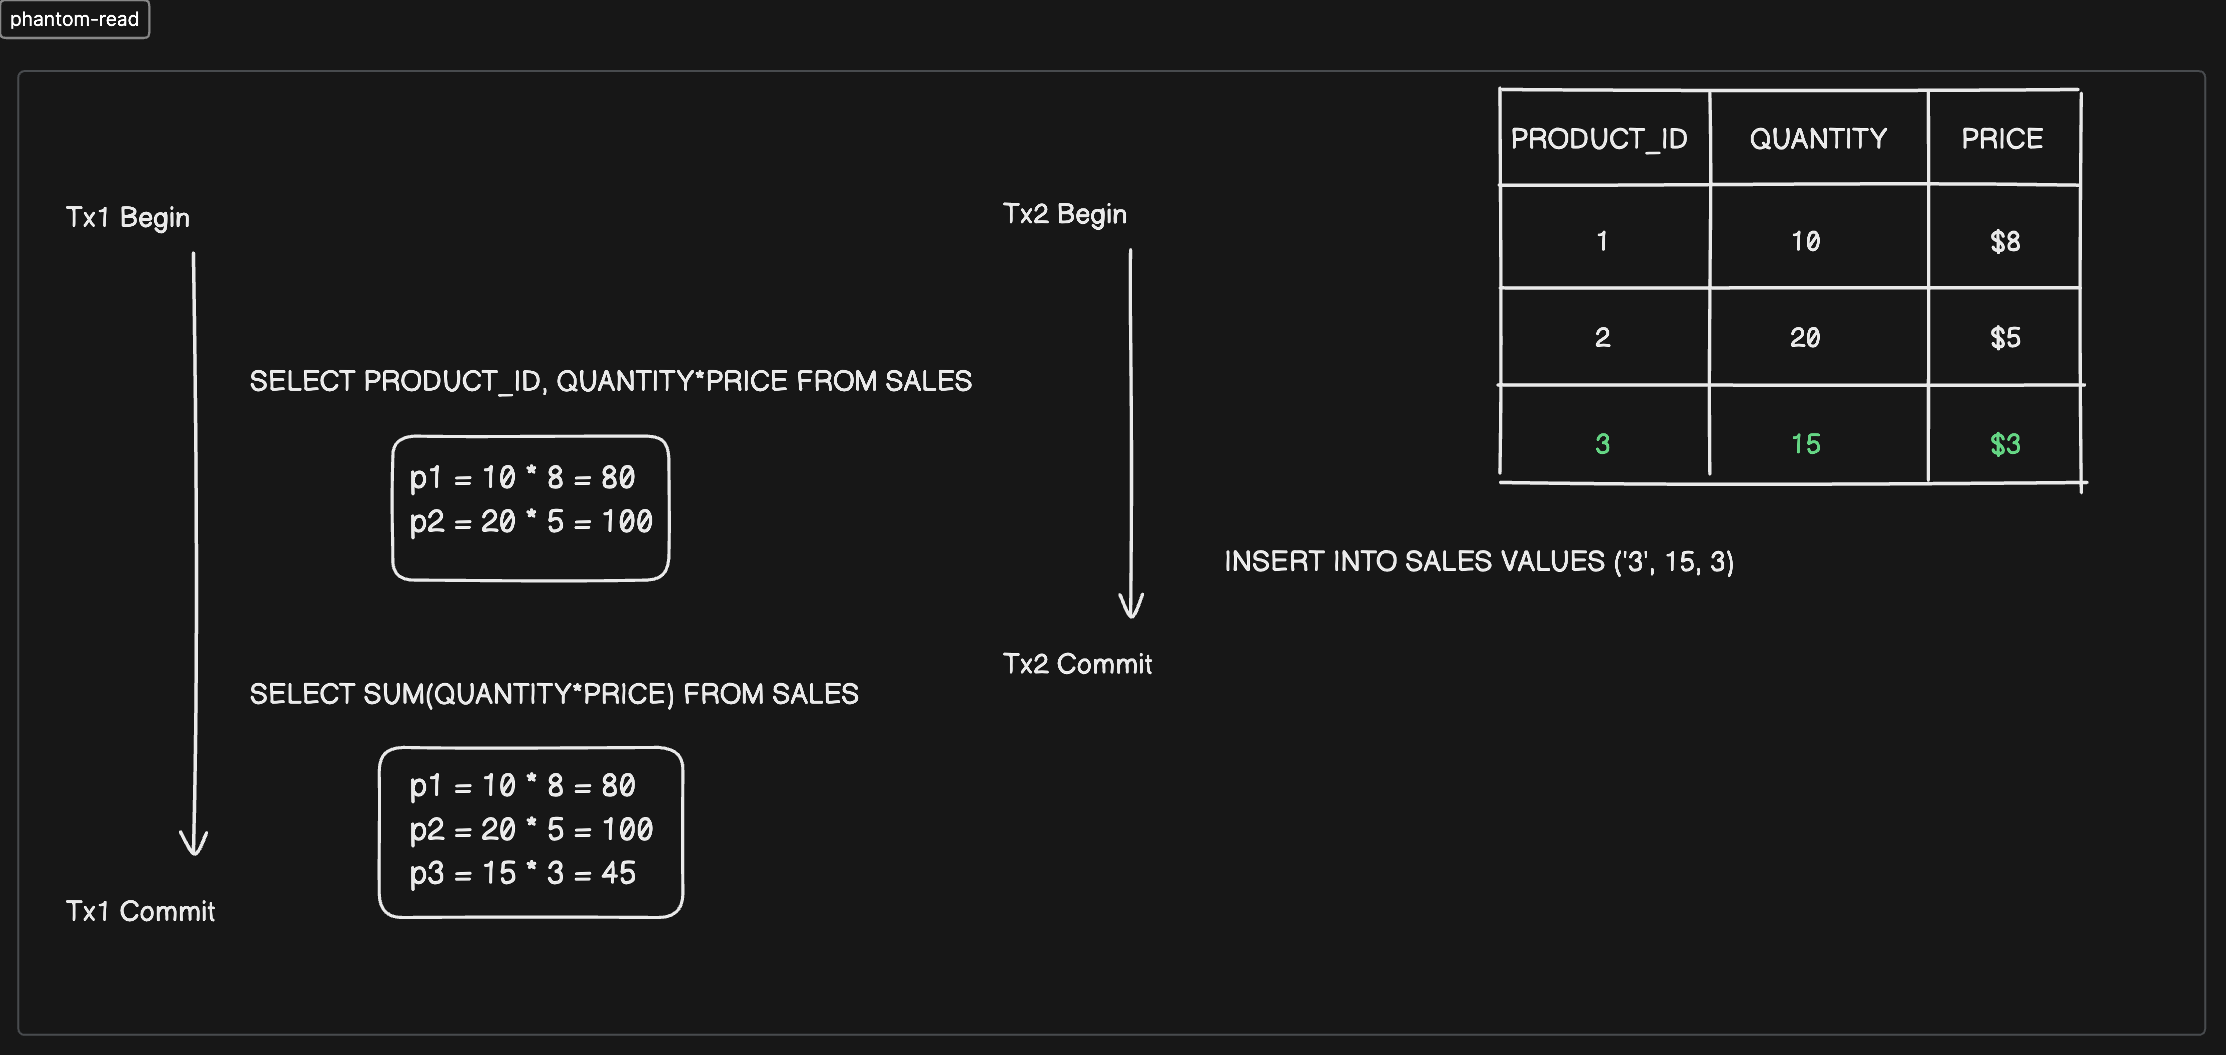 phantom-read
Tx1 Begin
SELECT PRODUCT_ID, QUANTITY*PRICE FROM SALES
p1 = 10 * 8 = 80
p2 = 20 * 5 = 100
SELECT SUM(QUANTITY*PRICE) FROM SALES
p1 = 10 * 8 = 80
p2 = 20 * 5 = 100
p3 = 15 * 3 = 45
Tx1 Commit
Tx2 Begin
INSERT INTO SALES VALUES ('3', 15, 3)
Tx2 Commit
PRODUCT_ID QUANTITY PRICE
1 10 $8
2 20 $5
3 15 $3